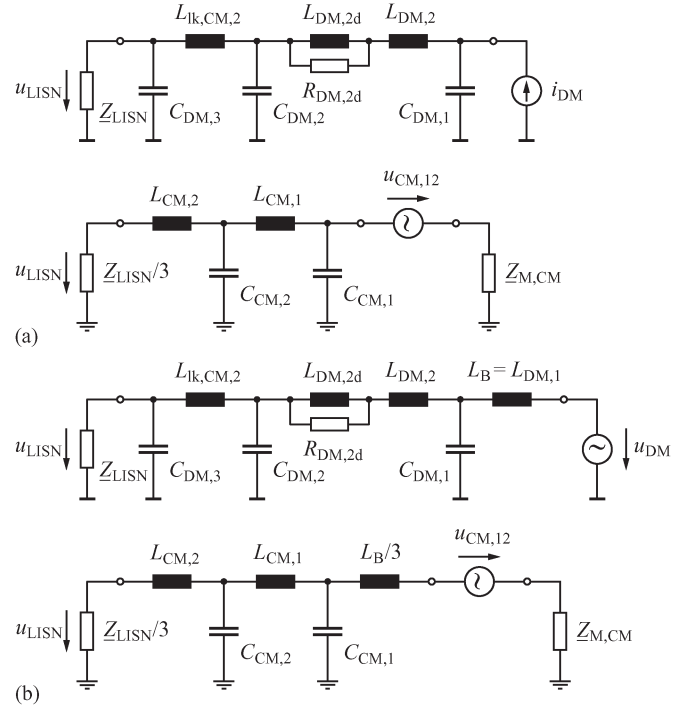 L_lk,CM,2 L_DM,2d L_DM,2
u_LISN Z_LISN C_DM,3 C_DM,2 R_DM,2d C_DM,1 i_DM
u_CM,12
L_CM,2 L_CM,1
u_LISN Z_LISN/3 C_CM,2 C_CM,1 Z_M,CM
(a)
L_lk,CM,2 L_DM,2d L_DM,2 L_B = L_DM,1
u_LISN Z_LISN C_DM,3 C_DM,2 R_DM,2d C_DM,1 u_DM
u_CM,12
L_CM,2 L_CM,1 L_B/3
u_LISN Z_LISN/3 C_CM,2 C_CM,1 Z_M,CM
(b)